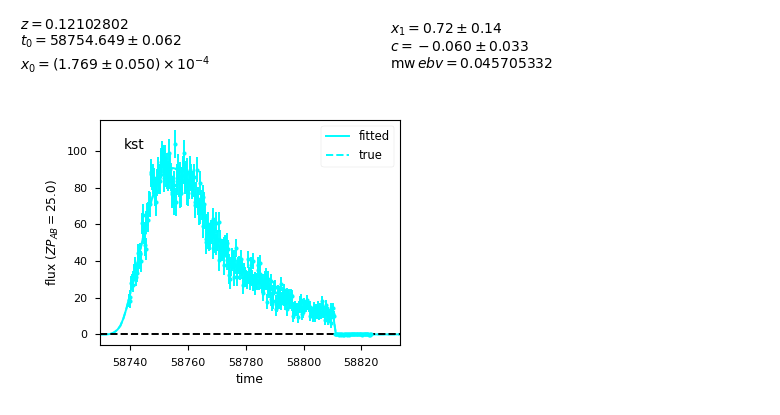 z = 0.12102802
t₀ = 58754.649 ± 0.062
x₀ = (1.769 ± 0.050) × 10⁻⁴
x₁ = 0.72 ± 0.14
c = −0.060 ± 0.033
mw ebv = 0.045705332
kst
fitted
true
100
80
60
40
20
0
flux (ZP_AB = 25.0)
58740 58760 58780 58800 58820
time